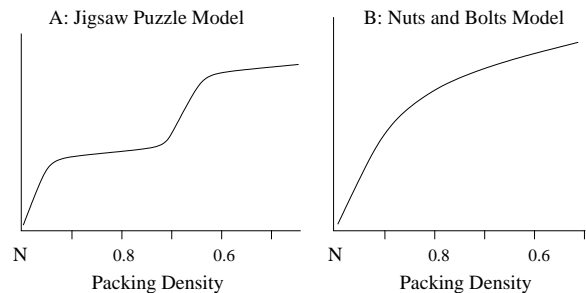 A: Jigsaw Puzzle Model
N 0.8 0.6
Packing Density
B: Nuts and Bolts Model
N 0.8 0.6
Packing Density